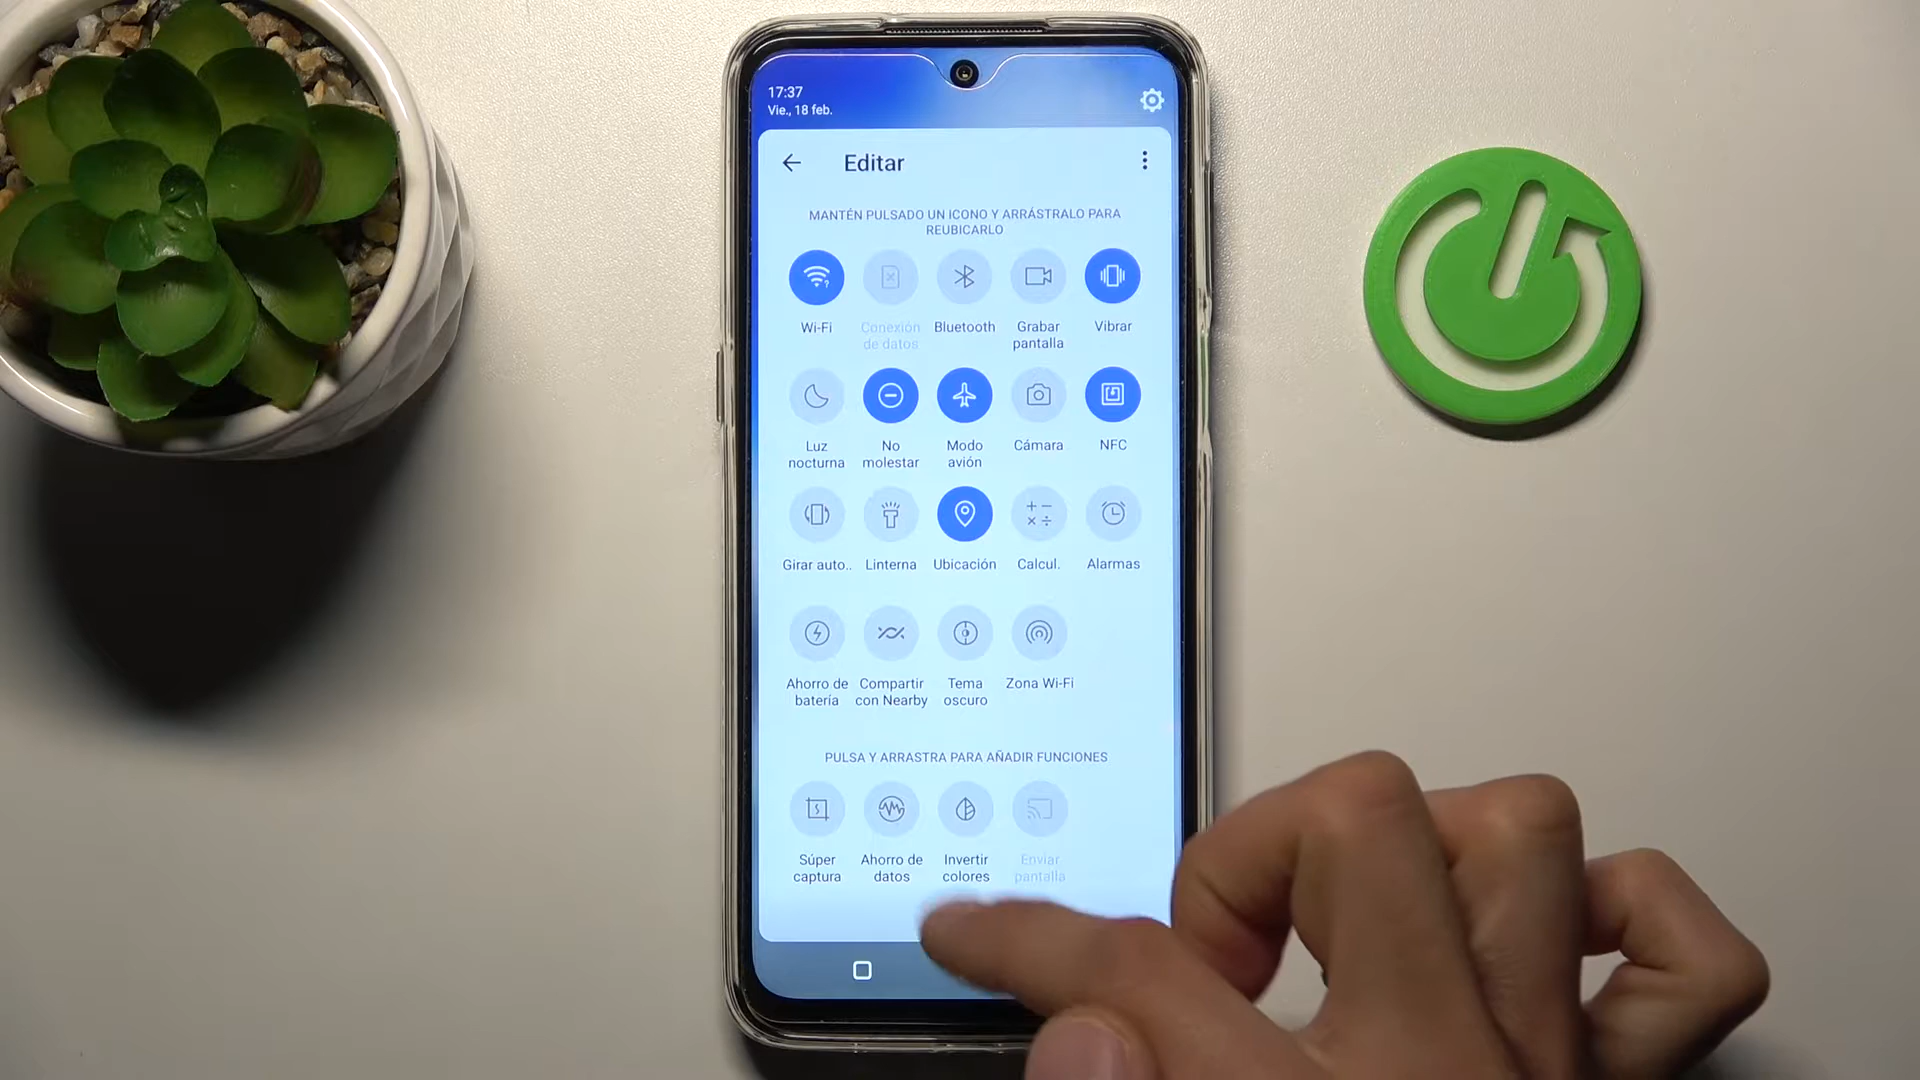 17:37
Vie., 18 feb.
Editar
MANTÉN PULSADO UN ICONO Y ARRÁSTRALO PARA
REUBICARLO
Wi-Fi
Conexión
de datos
Bluetooth
Grabar
pantalla
Vibrar
Luz
nocturna
No
molestar
Modo
avión
Cámara
NFC
Girar auto..
Linterna
Ubicación
Calcul.
Alarmas
Ahorro de
batería
Compartir
con Nearby
Tema
oscuro
Zona Wi-Fi
PULSA Y ARRASTRA PARA AÑADIR FUNCIONES
Súper
captura
Ahorro de
datos
Invertir
colores
Enviar
pantalla